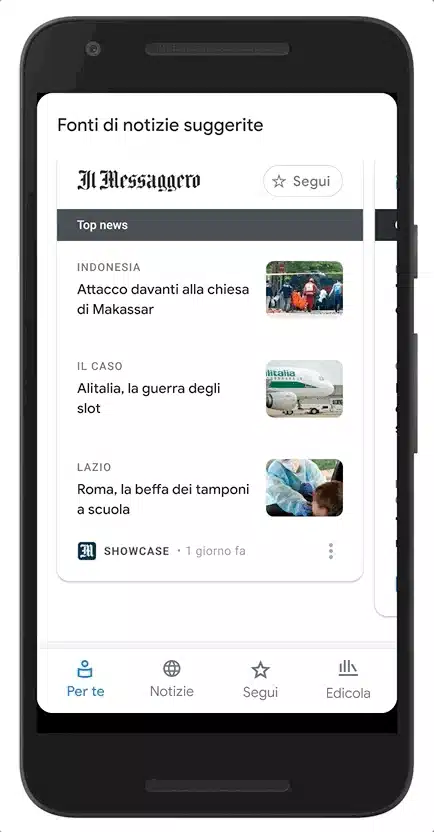 Fonti di notizie suggerite
Il Messaggero
Segui
Top news
INDONESIA
Attacco davanti alla chiesa
di Makassar
IL CASO
Alitalia, la guerra degli
slot
Alitalia
LAZIO
Roma, la beffa dei tamponi
a scuola
M SHOWCASE • 1 giorno fa
Per te
Notizie
Segui
Edicola